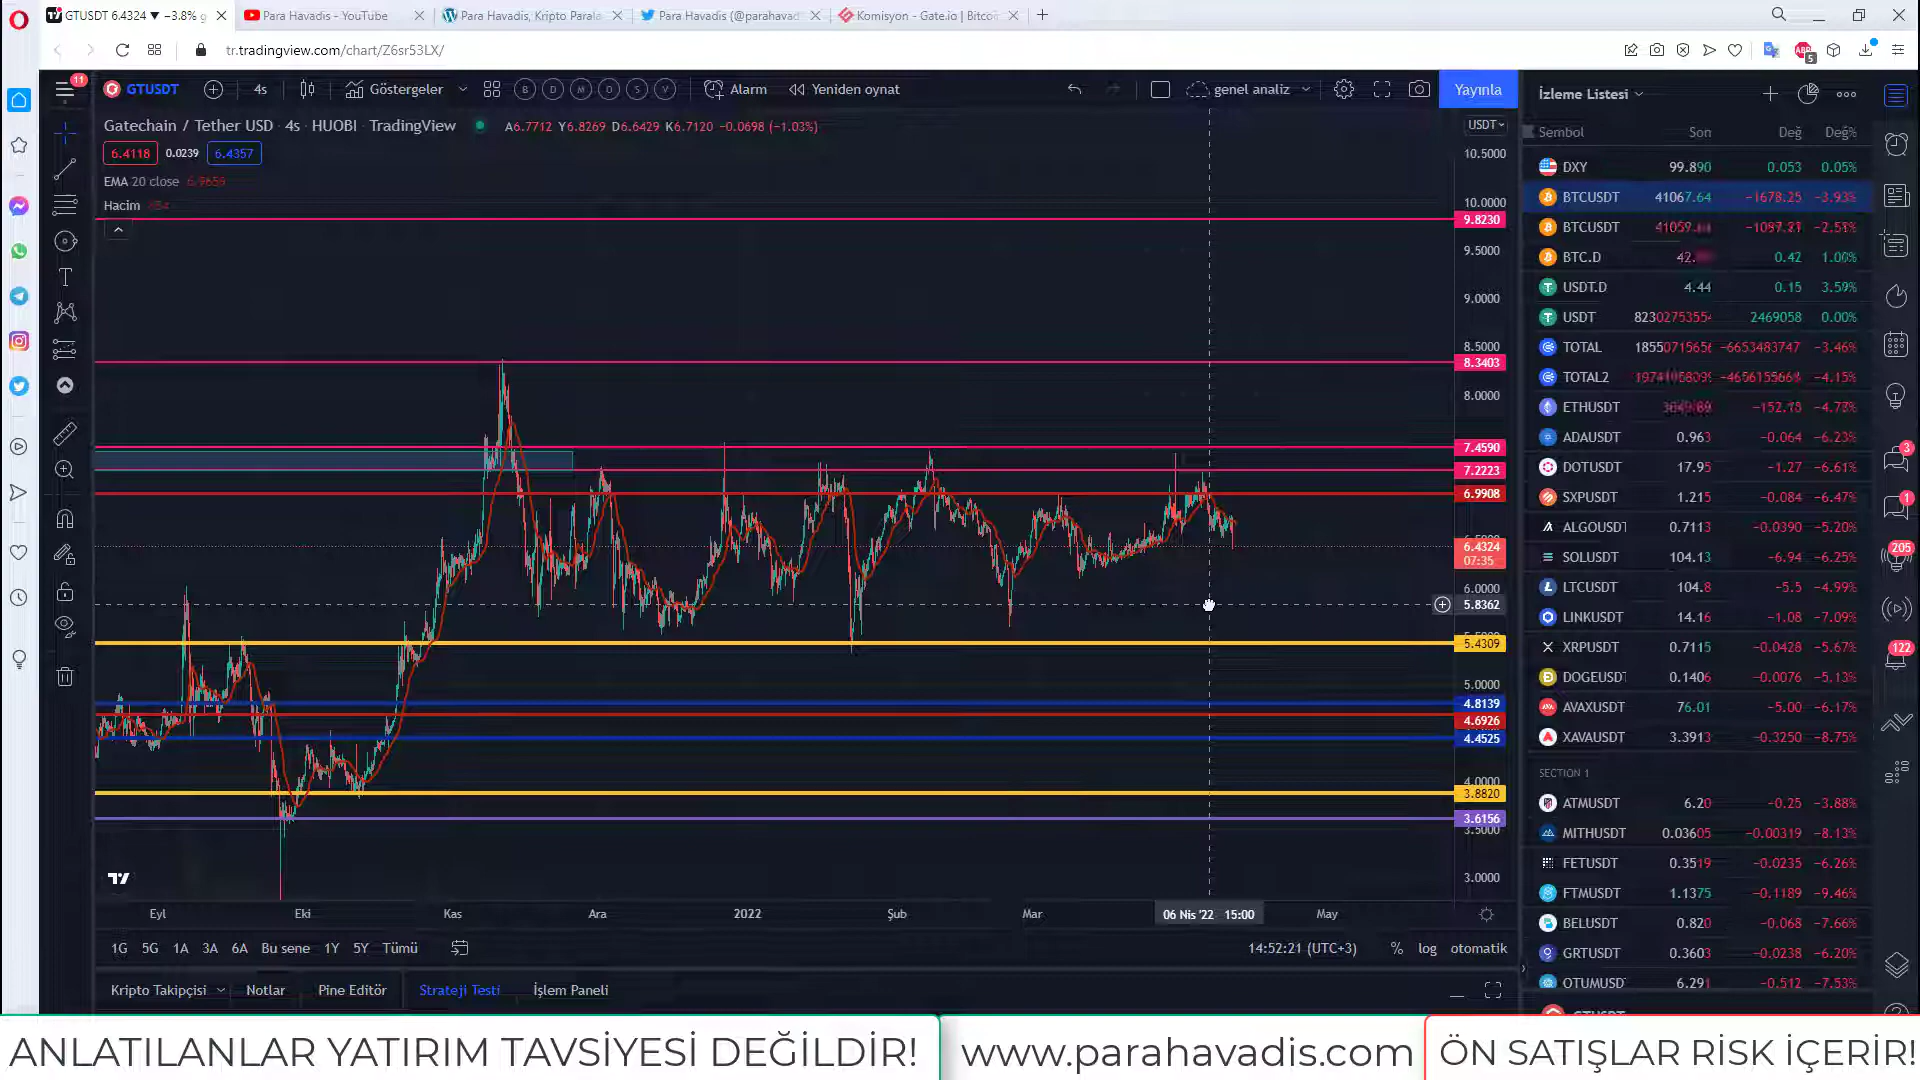 GTUSDT 6.4324 ▼ −3.8% g
Para Havadis - YouTube
Para Havadis, Kripto Parala
Para Havadis (@parahavad
Komisyon - Gate.io | Bitco
tr.tradingview.com/chart/Z6sr53LX/
5
11
GTUSDT
4s
Göstergeler
B D M O S V
Alarm
Yeniden oynat
genel analiz
Yayınla
Gatechain / Tether USD · 4s · HUOBI · TradingView
A6.7712 Y6.8269 D6.6429 K6.7120 −0.0698 (−1.03%)
6.4118 0.0239 6.4357
EMA 20 close
Hacim
USDT
10.5000
10.0000
9.8230
9.5000
9.0000
8.5000
8.3403
8.0000
7.4590
7.2223
6.9908
6.4324
07:35
6.0000
5.8362
5.4309
5.0000
4.8139
4.6926
4.4525
4.0000
3.8820
3.6156
3.5000
3.0000
Eyl Eki Kas Ara 2022 Şub Mar 06 Nis '22 15:00 May
1G 5G 1A 3A 6A Bu sene 1Y 5Y Tümü
14:52:21 (UTC+3) % log otomatik
Kripto Takipçisi Notlar Pine Editör Strateji Testi İşlem Paneli
İzleme Listesi
Sembol Son Değ Değ%
DXY 99.890 0.053 0.05%
BTCUSDT 41067.64 −1678.25 −3.93%
BTCUSDT
BTC.D 0.42 1.00%
USDT.D 4.44 0.15 3.59%
USDT 8230275355 2469058 0.00%
TOTAL 1855071565 −6653483747 −3.46%
TOTAL2 −4.15%
ETHUSDT
ADAUSDT 0.963 −0.064 −6.23%
DOTUSDT 17.95 −1.27 −6.61%
SXPUSDT 1.215 −0.084 −6.47%
ALGOUSDT 0.7113 −0.0390 −5.20%
SOLUSDT 104.13 −6.94 −6.25%
LTCUSDT 104.8 −5.5 −4.99%
LINKUSDT 14.16 −1.08 −7.09%
XRPUSDT 0.7115 −0.0428 −5.67%
DOGEUSDT 0.1406 −0.0076 −5.13%
AVAXUSDT 76.01 −5.00 −6.17%
XAVAUSDT 3.3913 −0.3250 −8.75%
SECTION 1
ATMUSDT 6.20 −0.25 −3.88%
MITHUSDT 0.03605 −0.00319 −8.13%
FETUSDT 0.3519 −0.0235 −6.26%
FTMUSDT 1.1375 −0.1189 −9.46%
BELUSDT 0.820 −0.068 −7.66%
GRTUSDT 0.3603 −0.0238 −6.20%
OTUMUSD 6.291 −0.512 −7.53%
3
1
205
122
ANLATILANLAR YATIRIM TAVSİYESİ DEĞİLDİR!
www.parahavadis.com
ÖN SATIŞLAR RİSK İÇERİR!